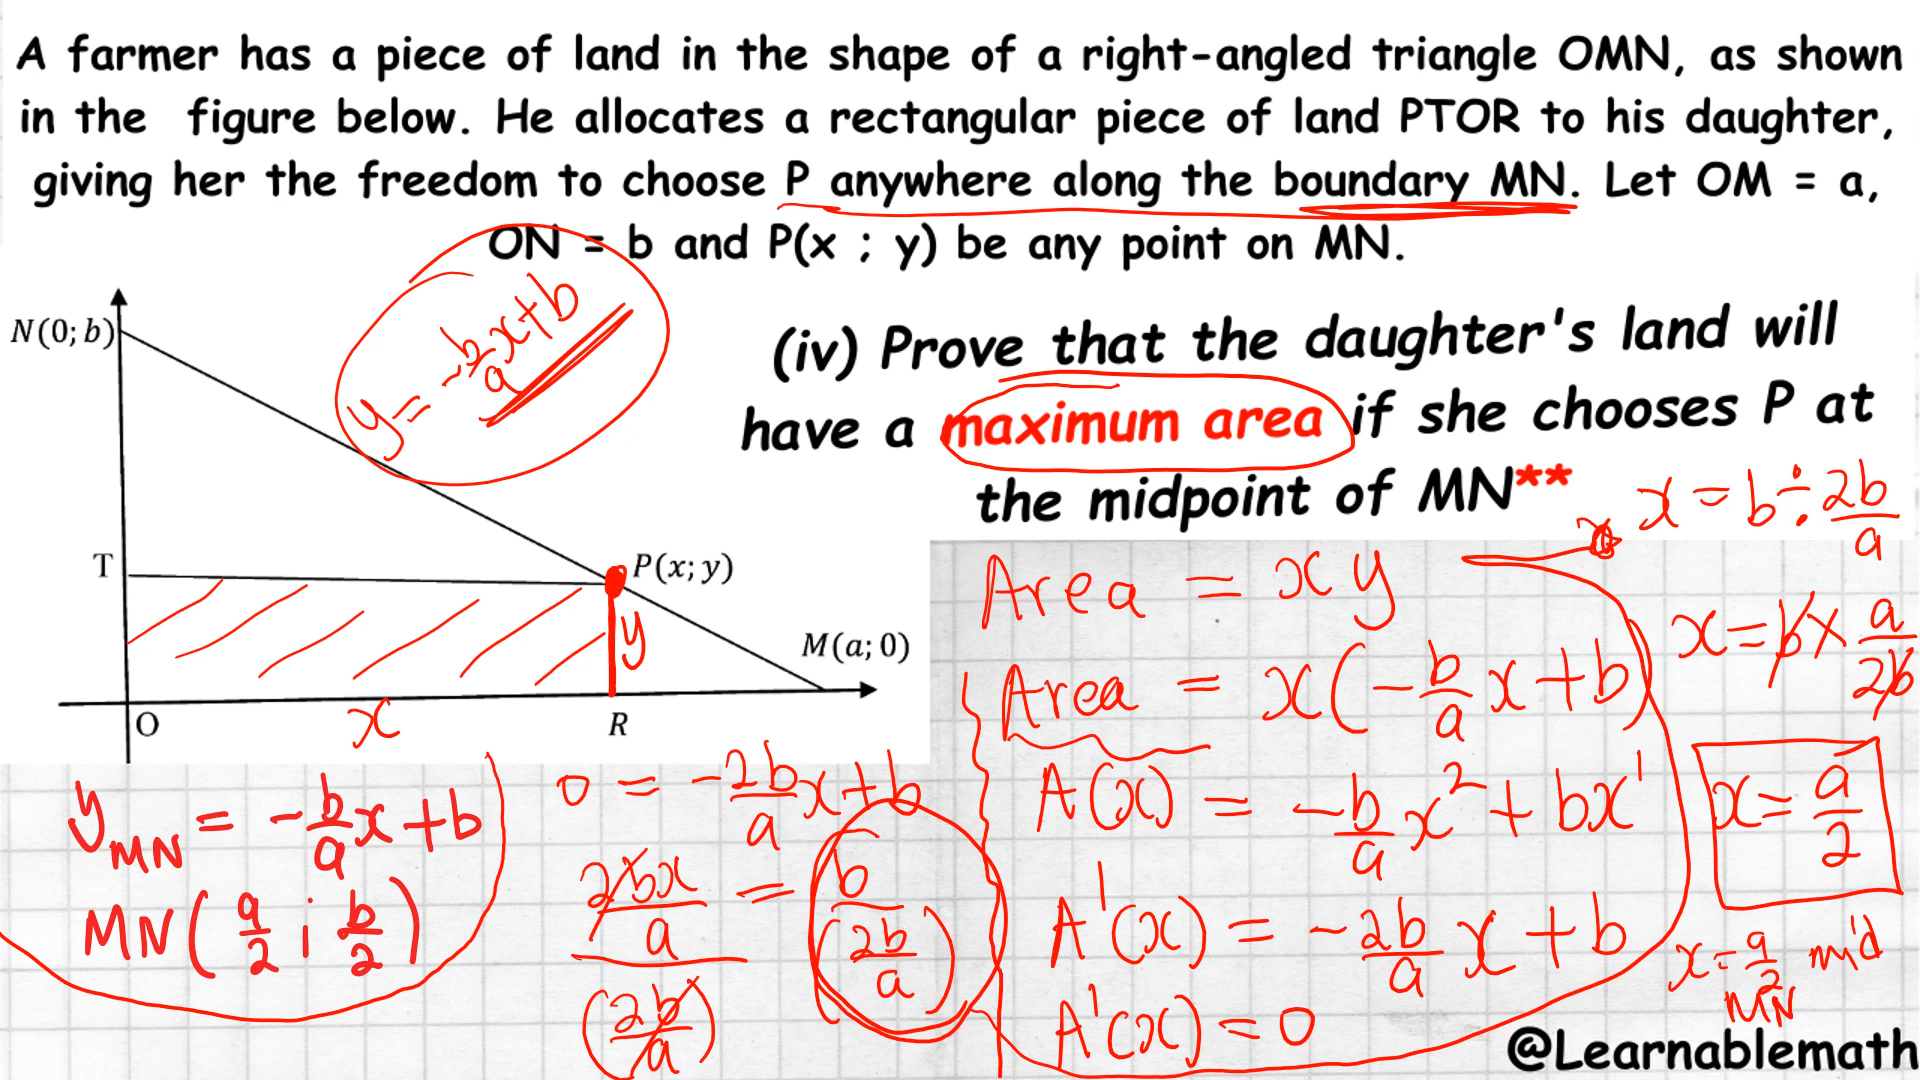 A farmer has a piece of land in the shape of a right-angled triangle OMN, as shown
in the figure below. He allocates a rectangular piece of land PTOR to his daughter,
giving her the freedom to choose P anywhere along the boundary MN. Let OM = a,
ON = b and P(x ; y) be any point on MN.
N(0; b)
y = -b/a x + b
(iv) Prove that the daughter's land will
have a maximum area if she chooses P at
the midpoint of MN**
T
P(x; y)
y
M(a; 0)
O
x
R
y MN = -b/a x + b
MN (a/2 ; b/2)
0 = -2b/a x + b
2bx/a = b
(2b/a) (2b/a)
Area = xy
Area = x(-b/a x + b)
A(x) = -b/a x² + bx¹
A'(x) = -2b/a x + b
A'(x) = 0
x = b ÷ 2b/a
x = b × a/2b
x = a/2
x = a/2 mid
MN
@Learnablemath